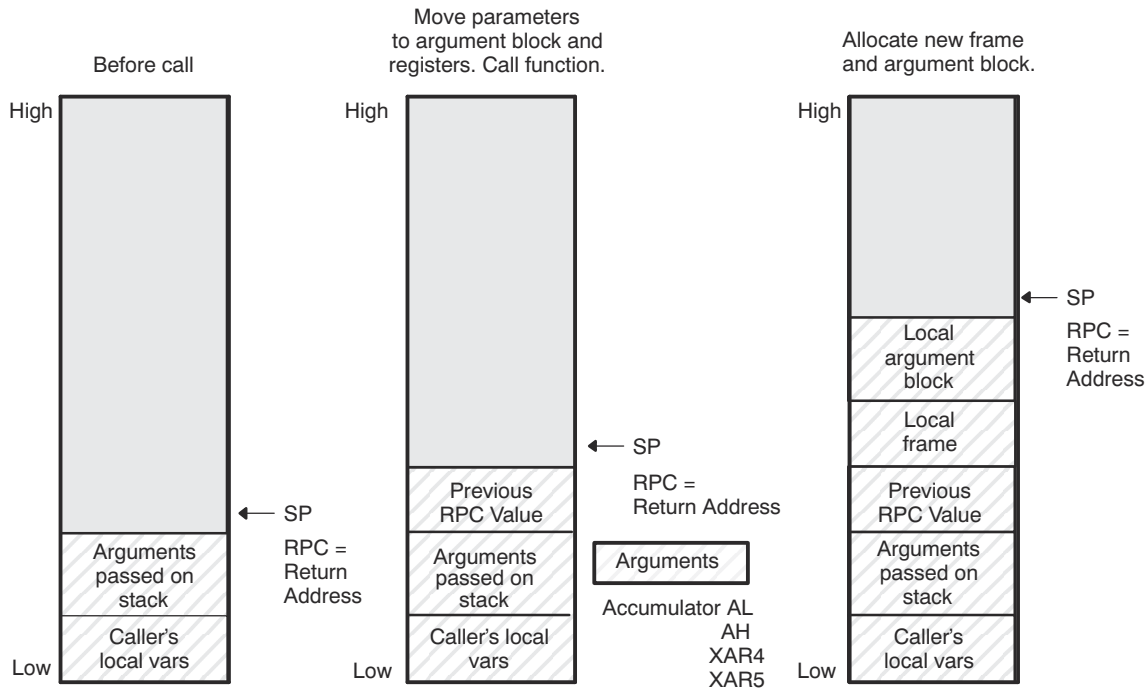 Before call
High
SP
RPC =
Return
Address
Arguments
passed on
stack
Caller's
local vars
Low
Move parameters
to argument block and
registers. Call function.
High
SP
RPC =
Return Address
Previous
RPC Value
Arguments
passed on
stack
Arguments
Accumulator AL
AH
XAR4
XAR5
Caller's local
vars
Low
Allocate new frame
and argument block.
High
SP
RPC =
Return
Address
Local
argument
block
Local
frame
Previous
RPC Value
Arguments
passed on
stack
Caller's local
vars
Low